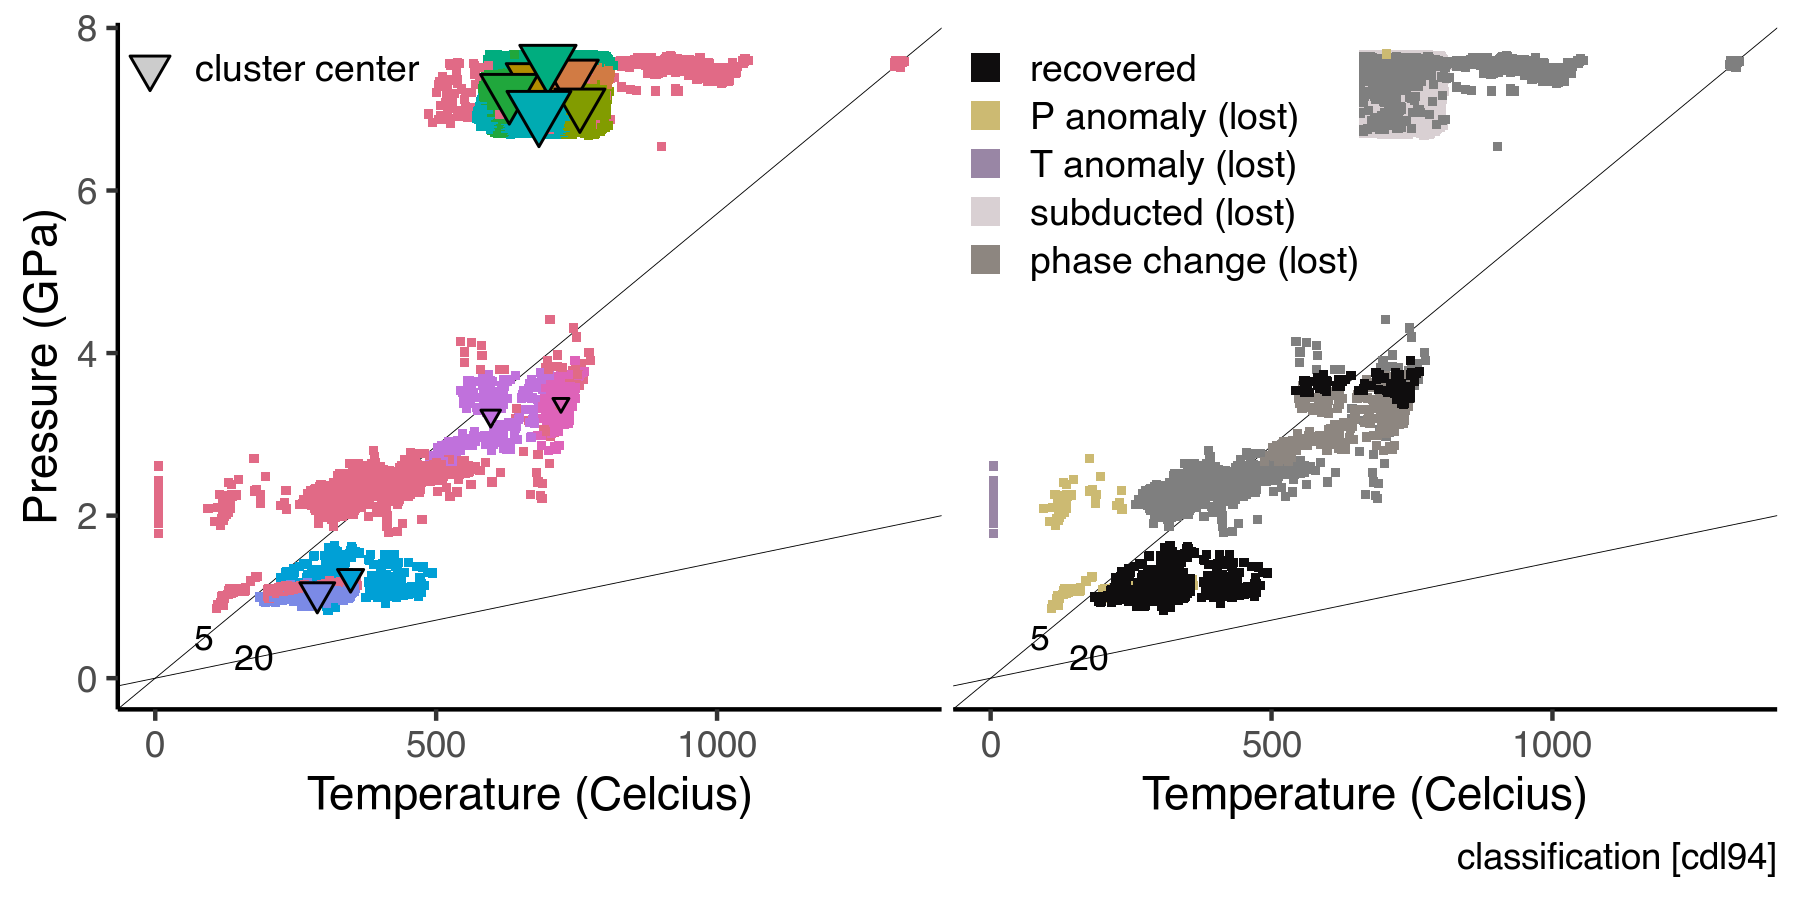 cluster center
recovered
P anomaly (lost)
T anomaly (lost)
subducted (lost)
phase change (lost)
Pressure (GPa)
8
6
4
2
0
5
20
5
20
0
500
1000
0
500
1000
Temperature (Celcius)
Temperature (Celcius)
classification [cdl94]